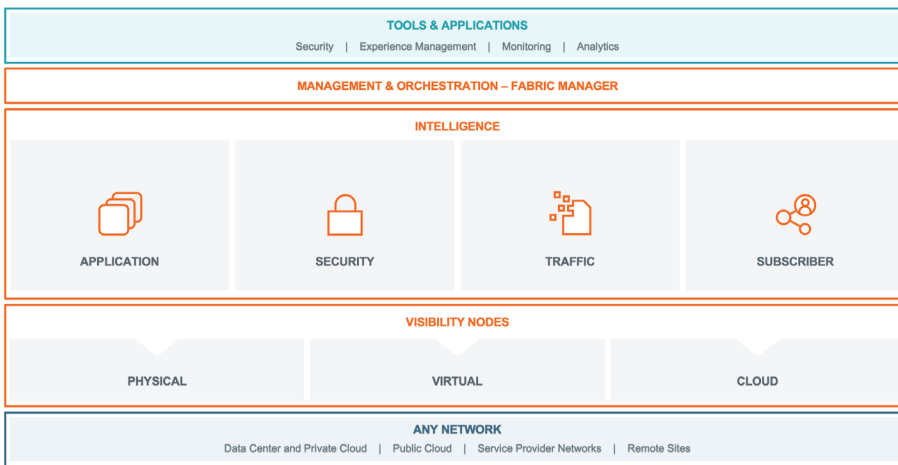 TOOLS & APPLICATIONS
Security | Experience Management | Monitoring | Analytics
MANAGEMENT & ORCHESTRATION – FABRIC MANAGER
INTELLIGENCE
APPLICATION
SECURITY
TRAFFIC
SUBSCRIBER
VISIBILITY NODES
PHYSICAL
VIRTUAL
CLOUD
ANY NETWORK
Data Center and Private Cloud | Public Cloud | Service Provider Networks | Remote Sites